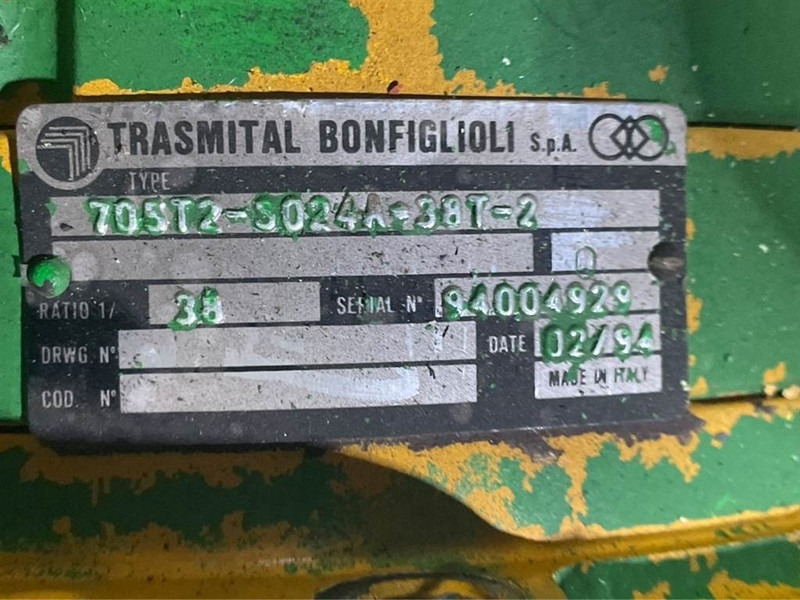 TRASMITAL BONFIGLIOLI S.p.A.
TYPE
705T2-S024A-38T-2
0
RATIO 1/ 38 SERIAL N° 94004929
DRWG N° DATE 02/94
COD. N° MADE IN ITALY